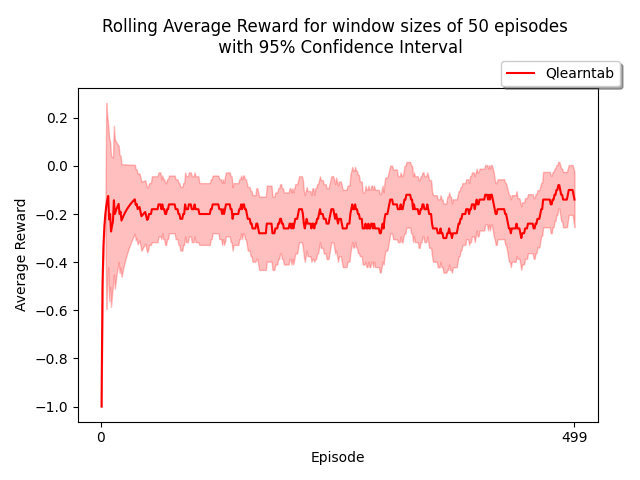 Rolling Average Reward for window sizes of 50 episodes
with 95% Confidence Interval
Qlearntab
0.2
0.0
−0.2
−0.4
−0.6
−0.8
−1.0
Average Reward
0
499
Episode